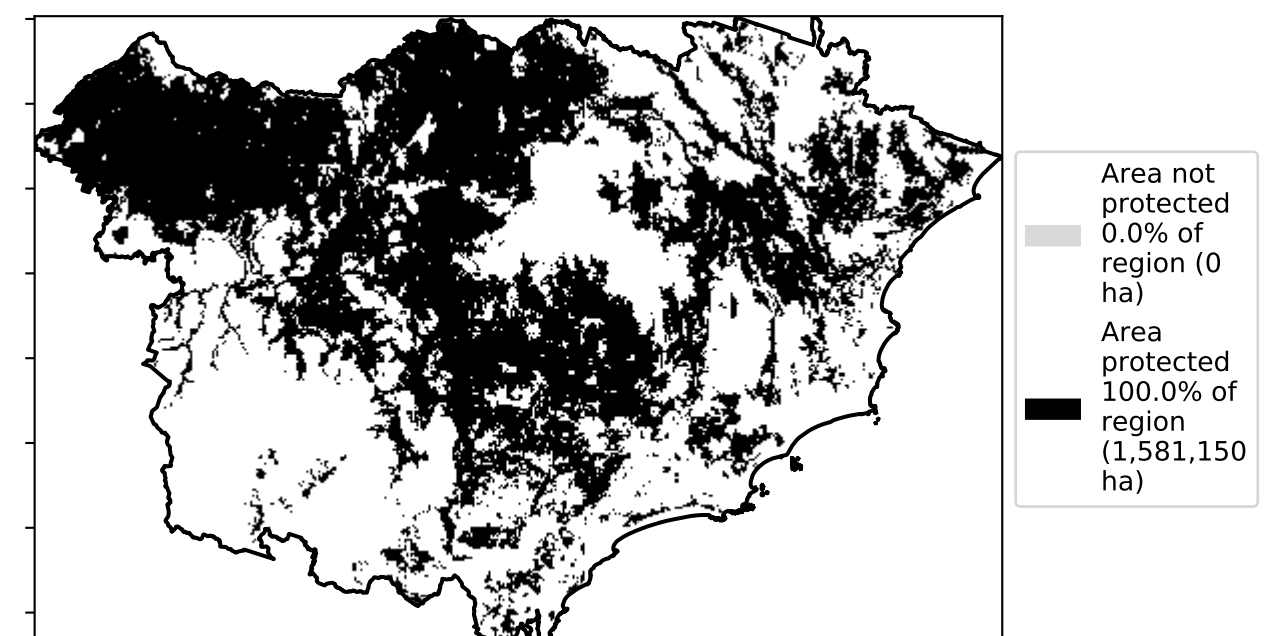 Area not
protected
0.0% of
region (0
ha)
Area
protected
100.0% of
region
(1,581,150
ha)